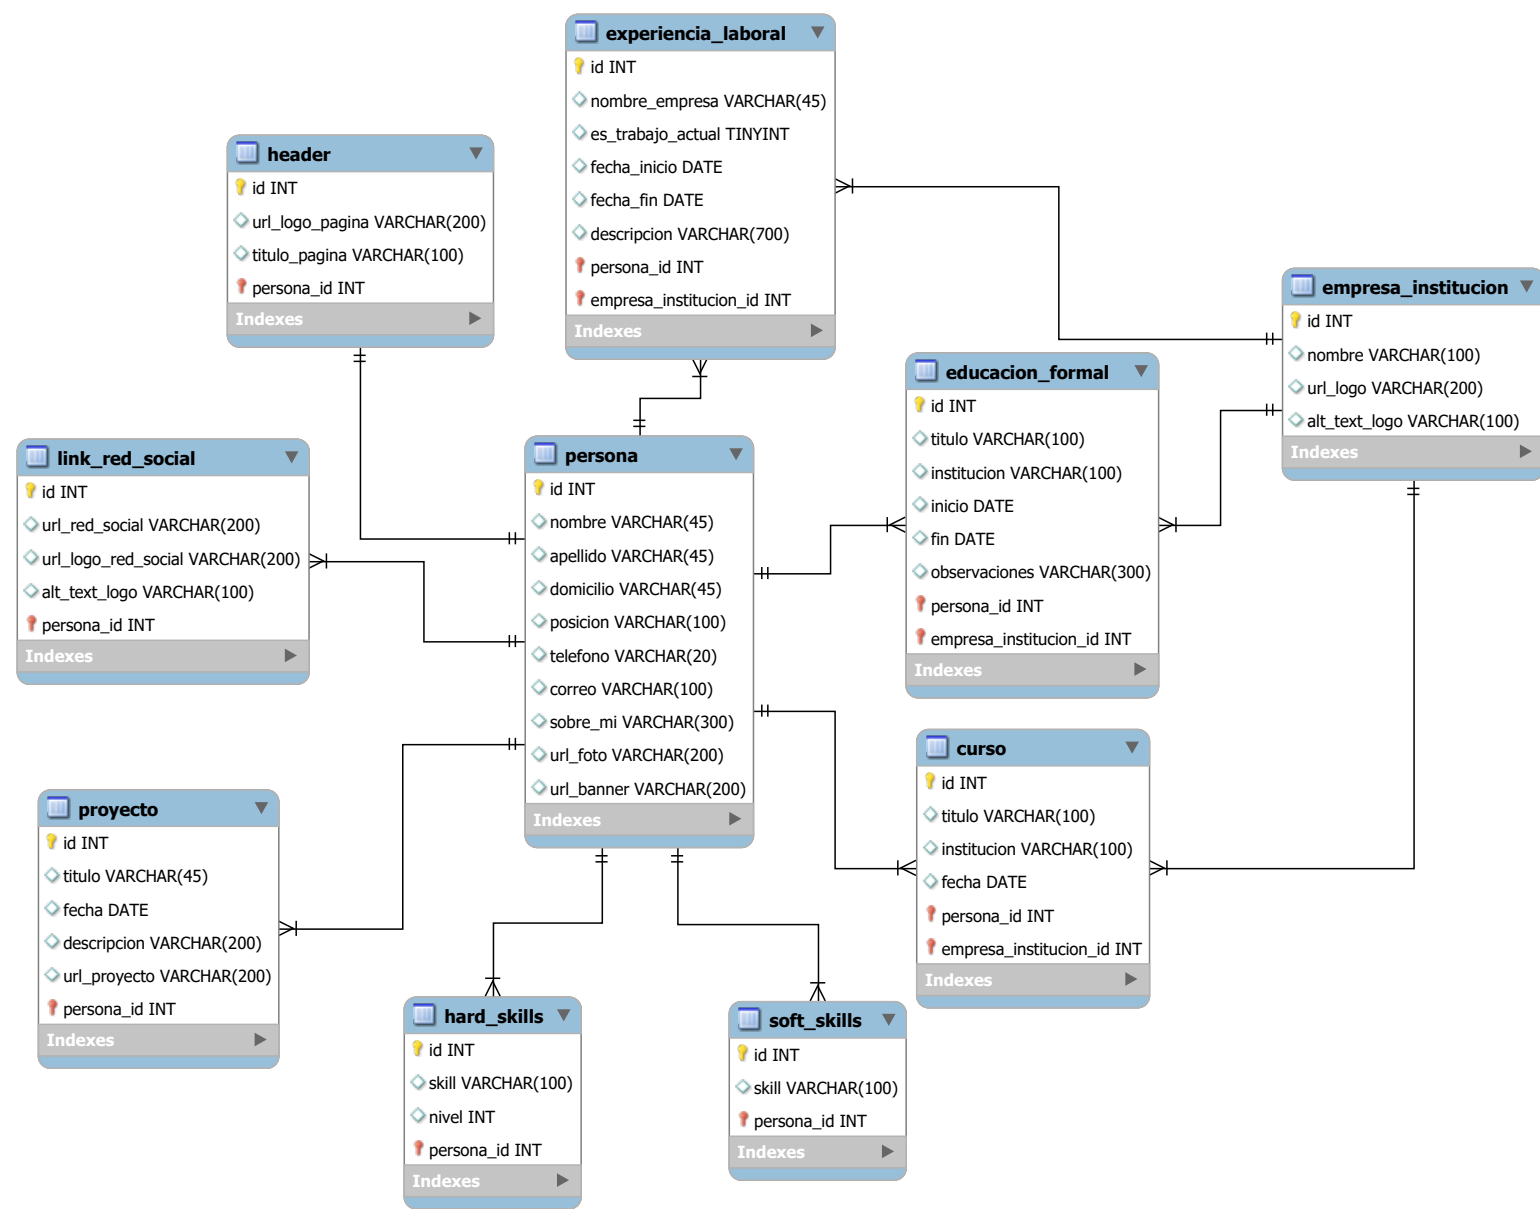 experiencia_laboral
id INT
nombre_empresa VARCHAR(45)
es_trabajo_actual TINYINT
fecha_inicio DATE
fecha_fin DATE
descripcion VARCHAR(700)
persona_id INT
empresa_institucion_id INT
Indexes
header
id INT
url_logo_pagina VARCHAR(200)
titulo_pagina VARCHAR(100)
persona_id INT
Indexes
empresa_institucion
id INT
nombre VARCHAR(100)
url_logo VARCHAR(200)
alt_text_logo VARCHAR(100)
Indexes
educacion_formal
id INT
titulo VARCHAR(100)
institucion VARCHAR(100)
inicio DATE
fin DATE
observaciones VARCHAR(300)
persona_id INT
empresa_institucion_id INT
Indexes
link_red_social
id INT
url_red_social VARCHAR(200)
url_logo_red_social VARCHAR(200)
alt_text_logo VARCHAR(100)
persona_id INT
Indexes
persona
id INT
nombre VARCHAR(45)
apellido VARCHAR(45)
domicilio VARCHAR(45)
posicion VARCHAR(100)
telefono VARCHAR(20)
correo VARCHAR(100)
sobre_mi VARCHAR(300)
url_foto VARCHAR(200)
url_banner VARCHAR(200)
Indexes
curso
id INT
titulo VARCHAR(100)
institucion VARCHAR(100)
fecha DATE
persona_id INT
empresa_institucion_id INT
Indexes
proyecto
id INT
titulo VARCHAR(45)
fecha DATE
descripcion VARCHAR(200)
url_proyecto VARCHAR(200)
persona_id INT
Indexes
hard_skills
id INT
skill VARCHAR(100)
nivel INT
persona_id INT
Indexes
soft_skills
id INT
skill VARCHAR(100)
persona_id INT
Indexes